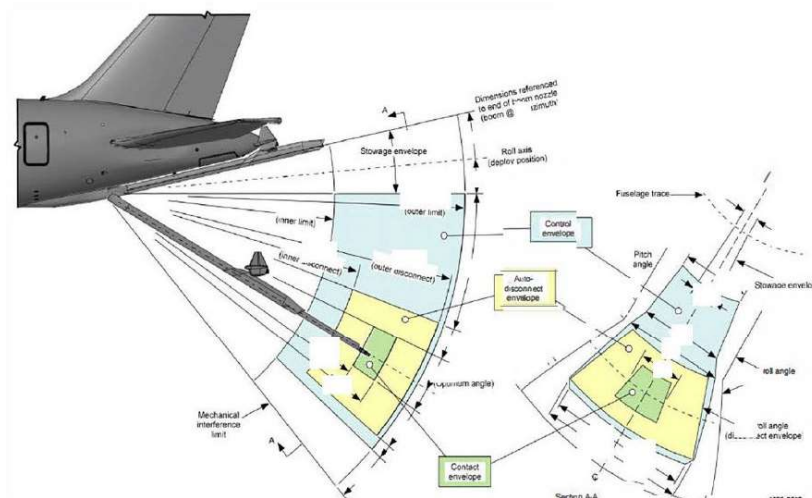 A
Dimensions referenced
to end of boom nozzle
(boom @ azimuth)
Stowage envelope
Roll axis
(deploy position)
Fuselage trace
(inner limit)
(outer limit)
Control
envelope
Pitch
angle
(inner disconnect)
(outer disconnect)
Auto-
disconnect
envelope
Stowage envelo
(Optimum angle)
roll angle
Mechanical
interference
limit
A
roll angle
(di ect envelope)
Contact
envelope
C
Section A-A